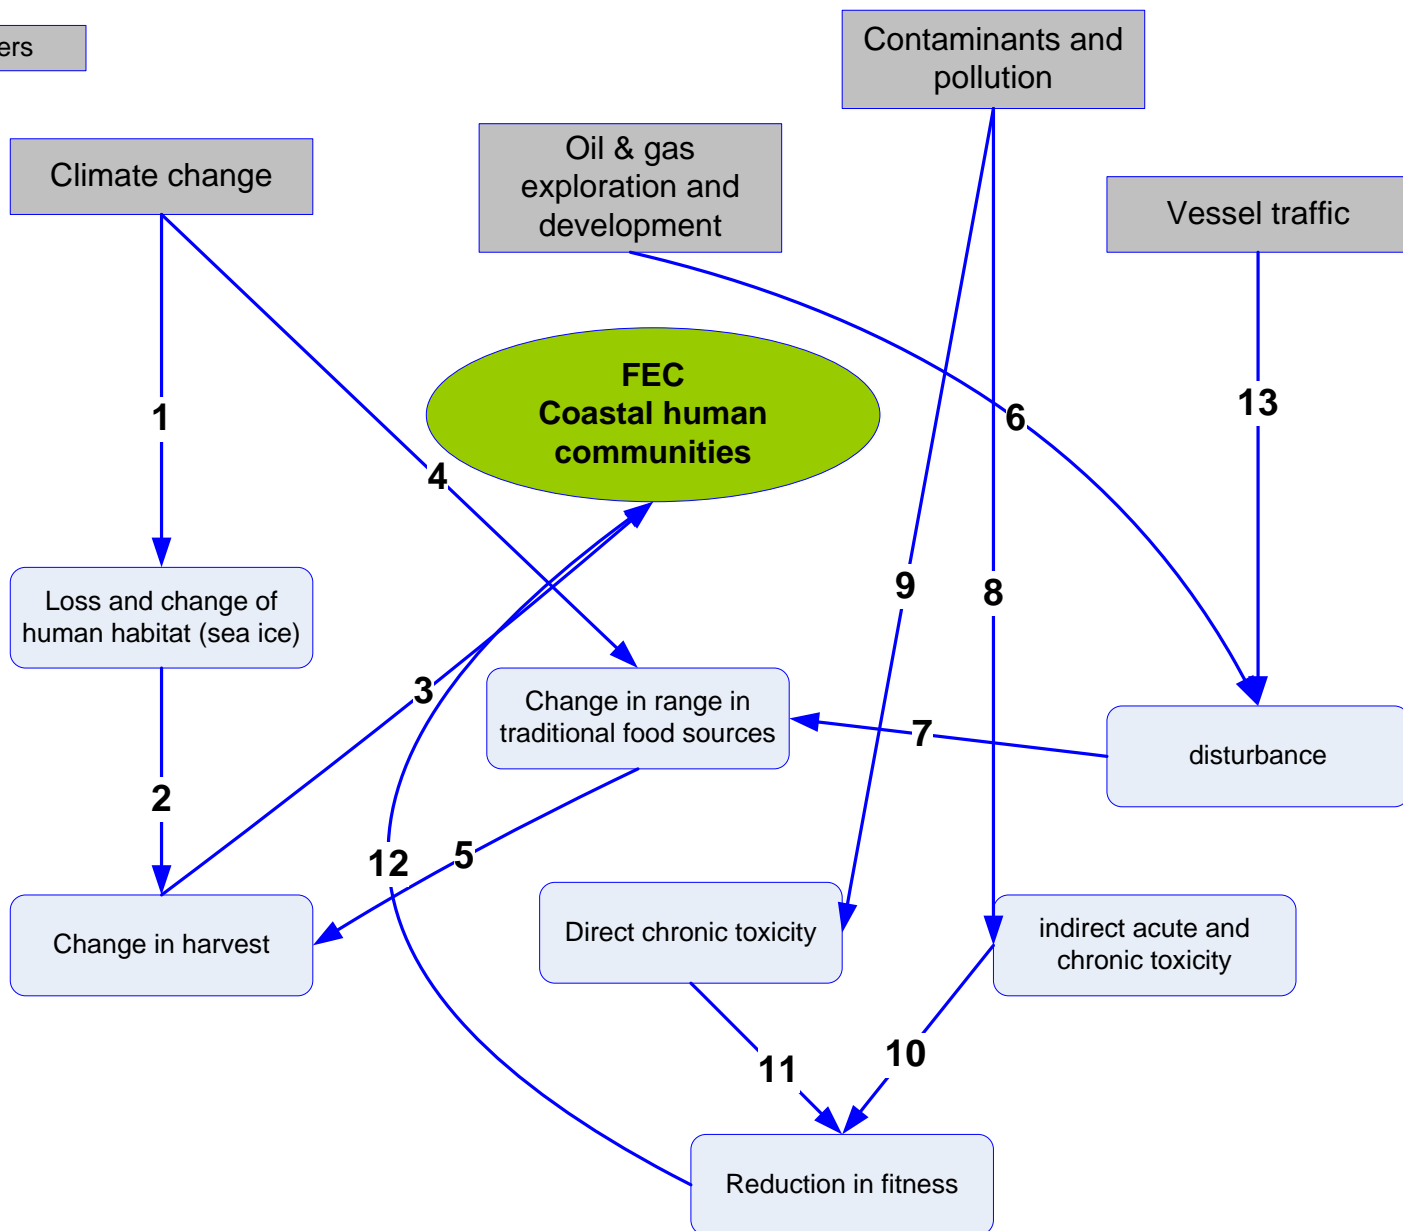 Contaminants and
pollution
Climate change
Oil & gas
exploration and
development
Vessel traffic
FEC
Coastal human
communities
1
4
6
13
9
8
Loss and change of
human habitat (sea ice)
3
Change in range in
traditional food sources
7
disturbance
2
12
5
Change in harvest
Direct chronic toxicity
indirect acute and
chronic toxicity
11
10
Reduction in fitness